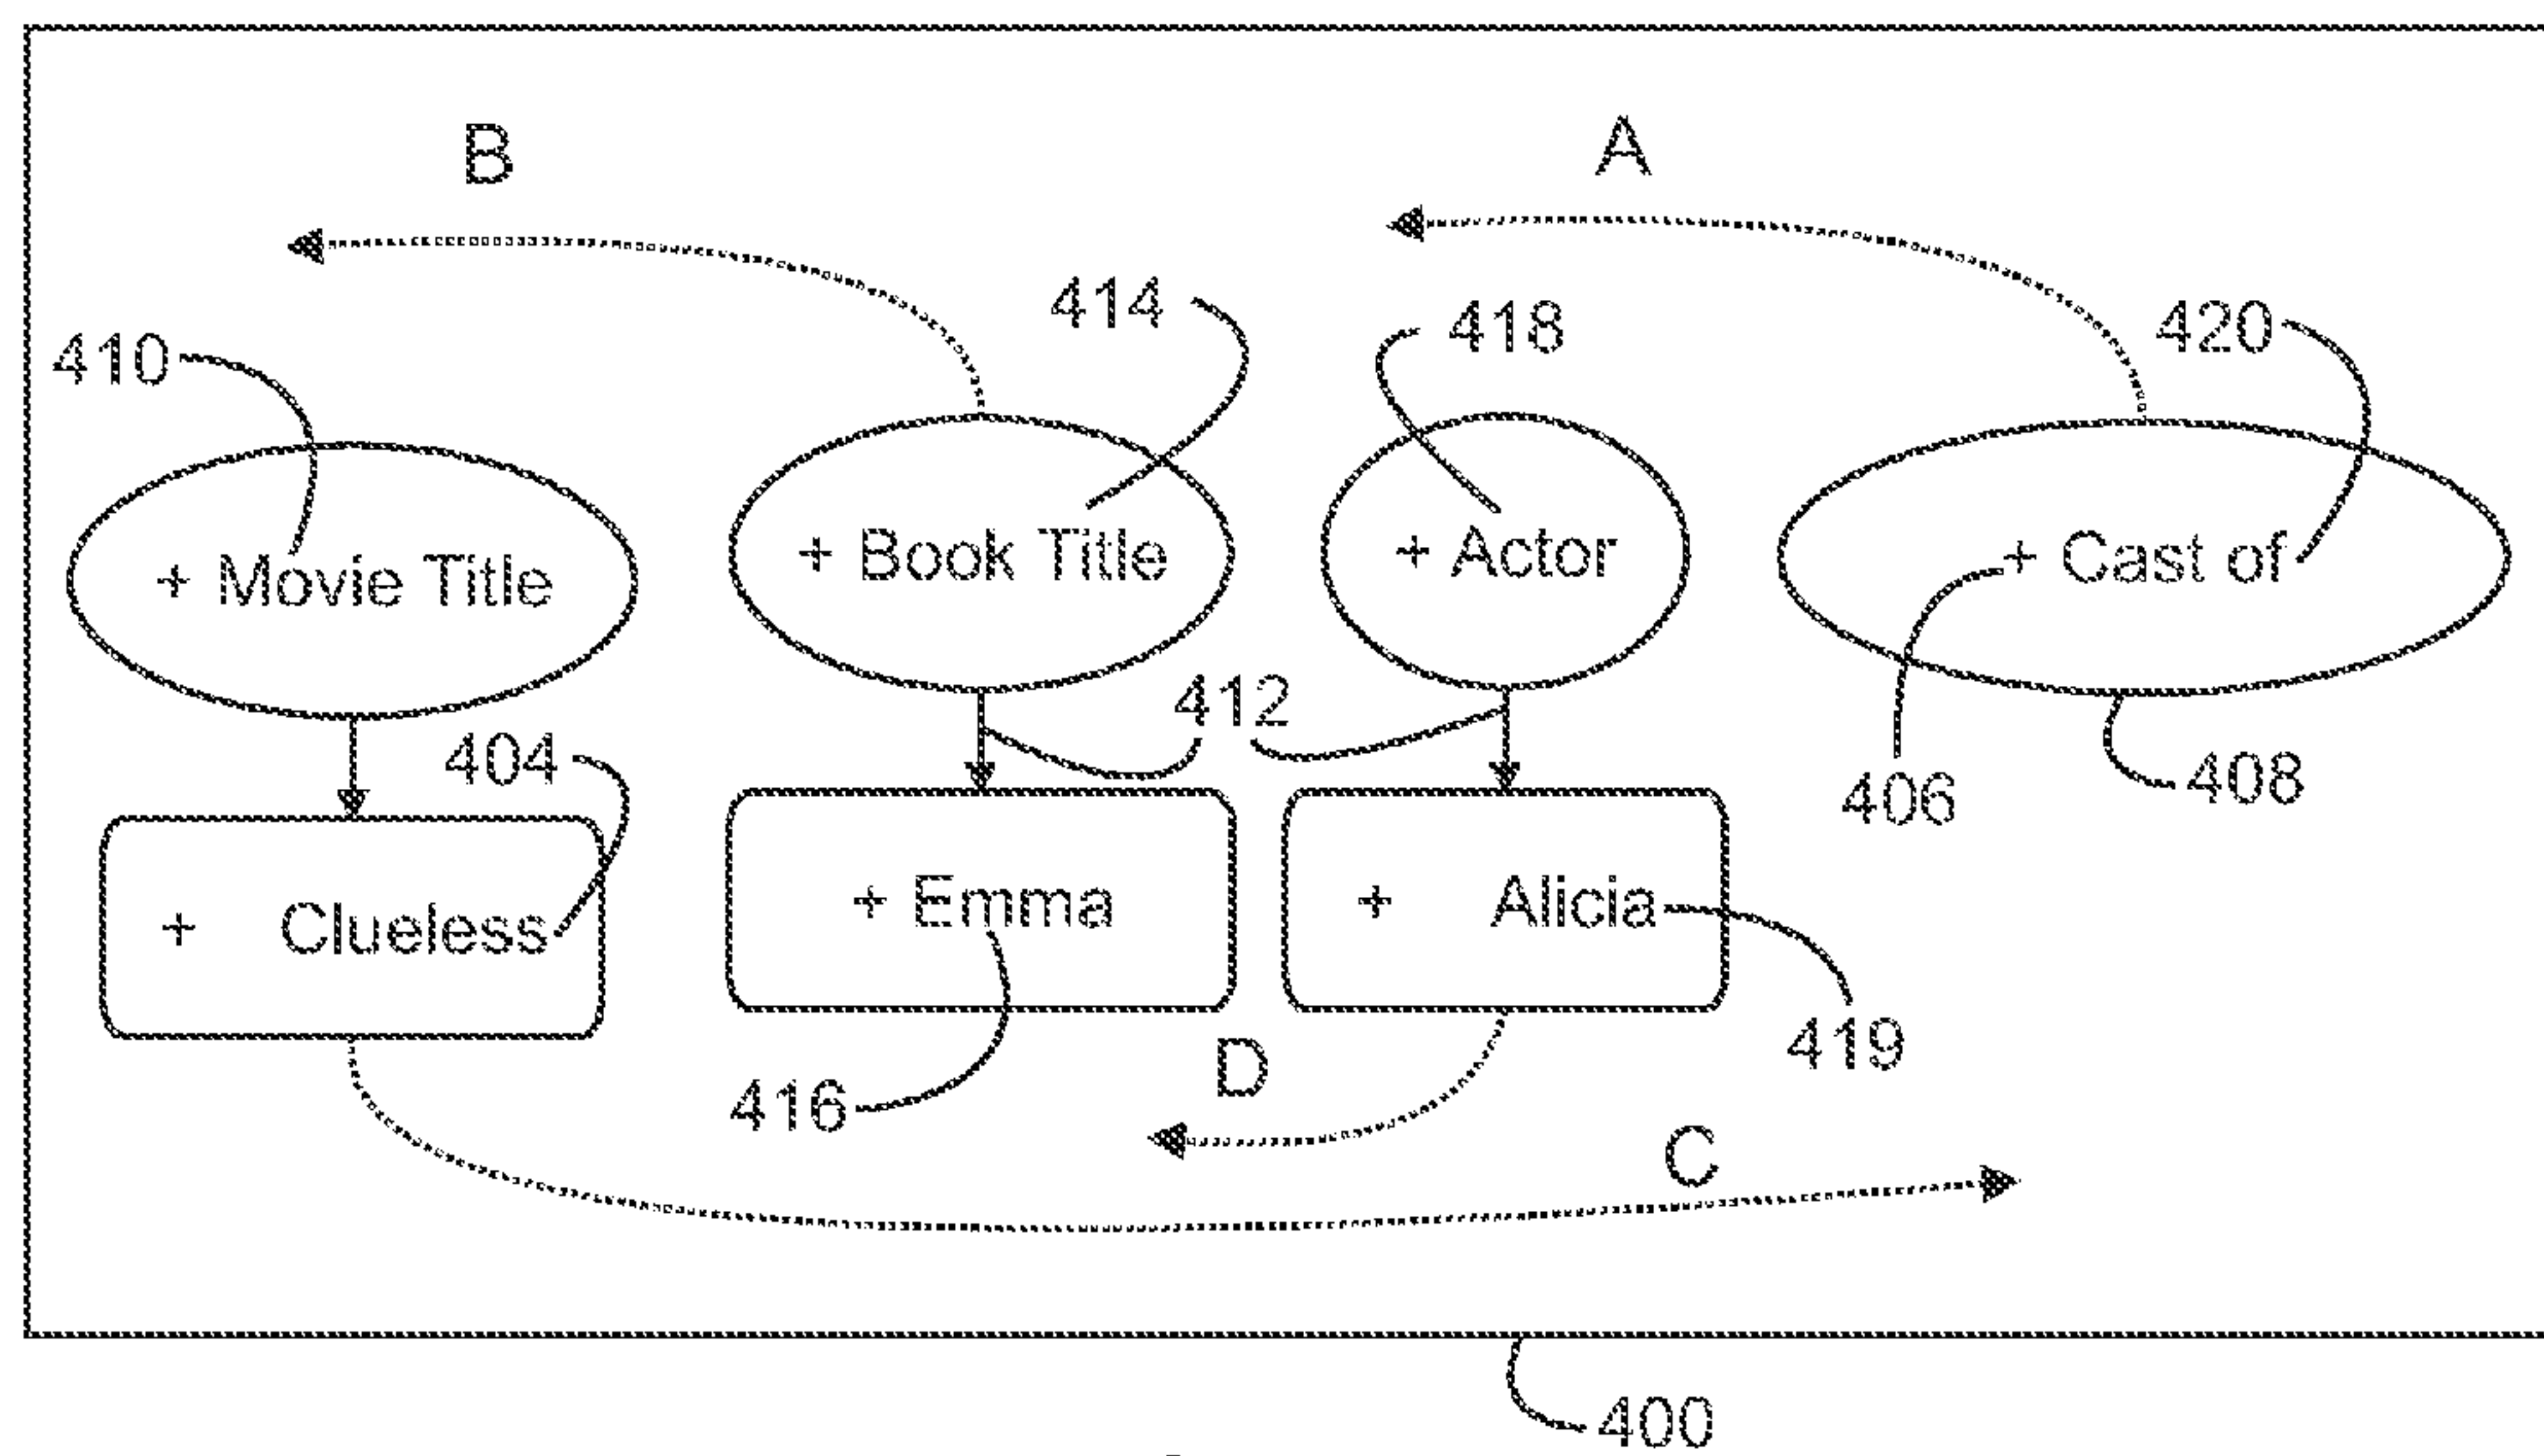 B
A
414
418
420
410
+ Movie Title
+ Book Title
+ Actor
+ Cast of
412
404
406
408
+ Clueless
+ Emma
+ Alicia
419
416
D
C
400